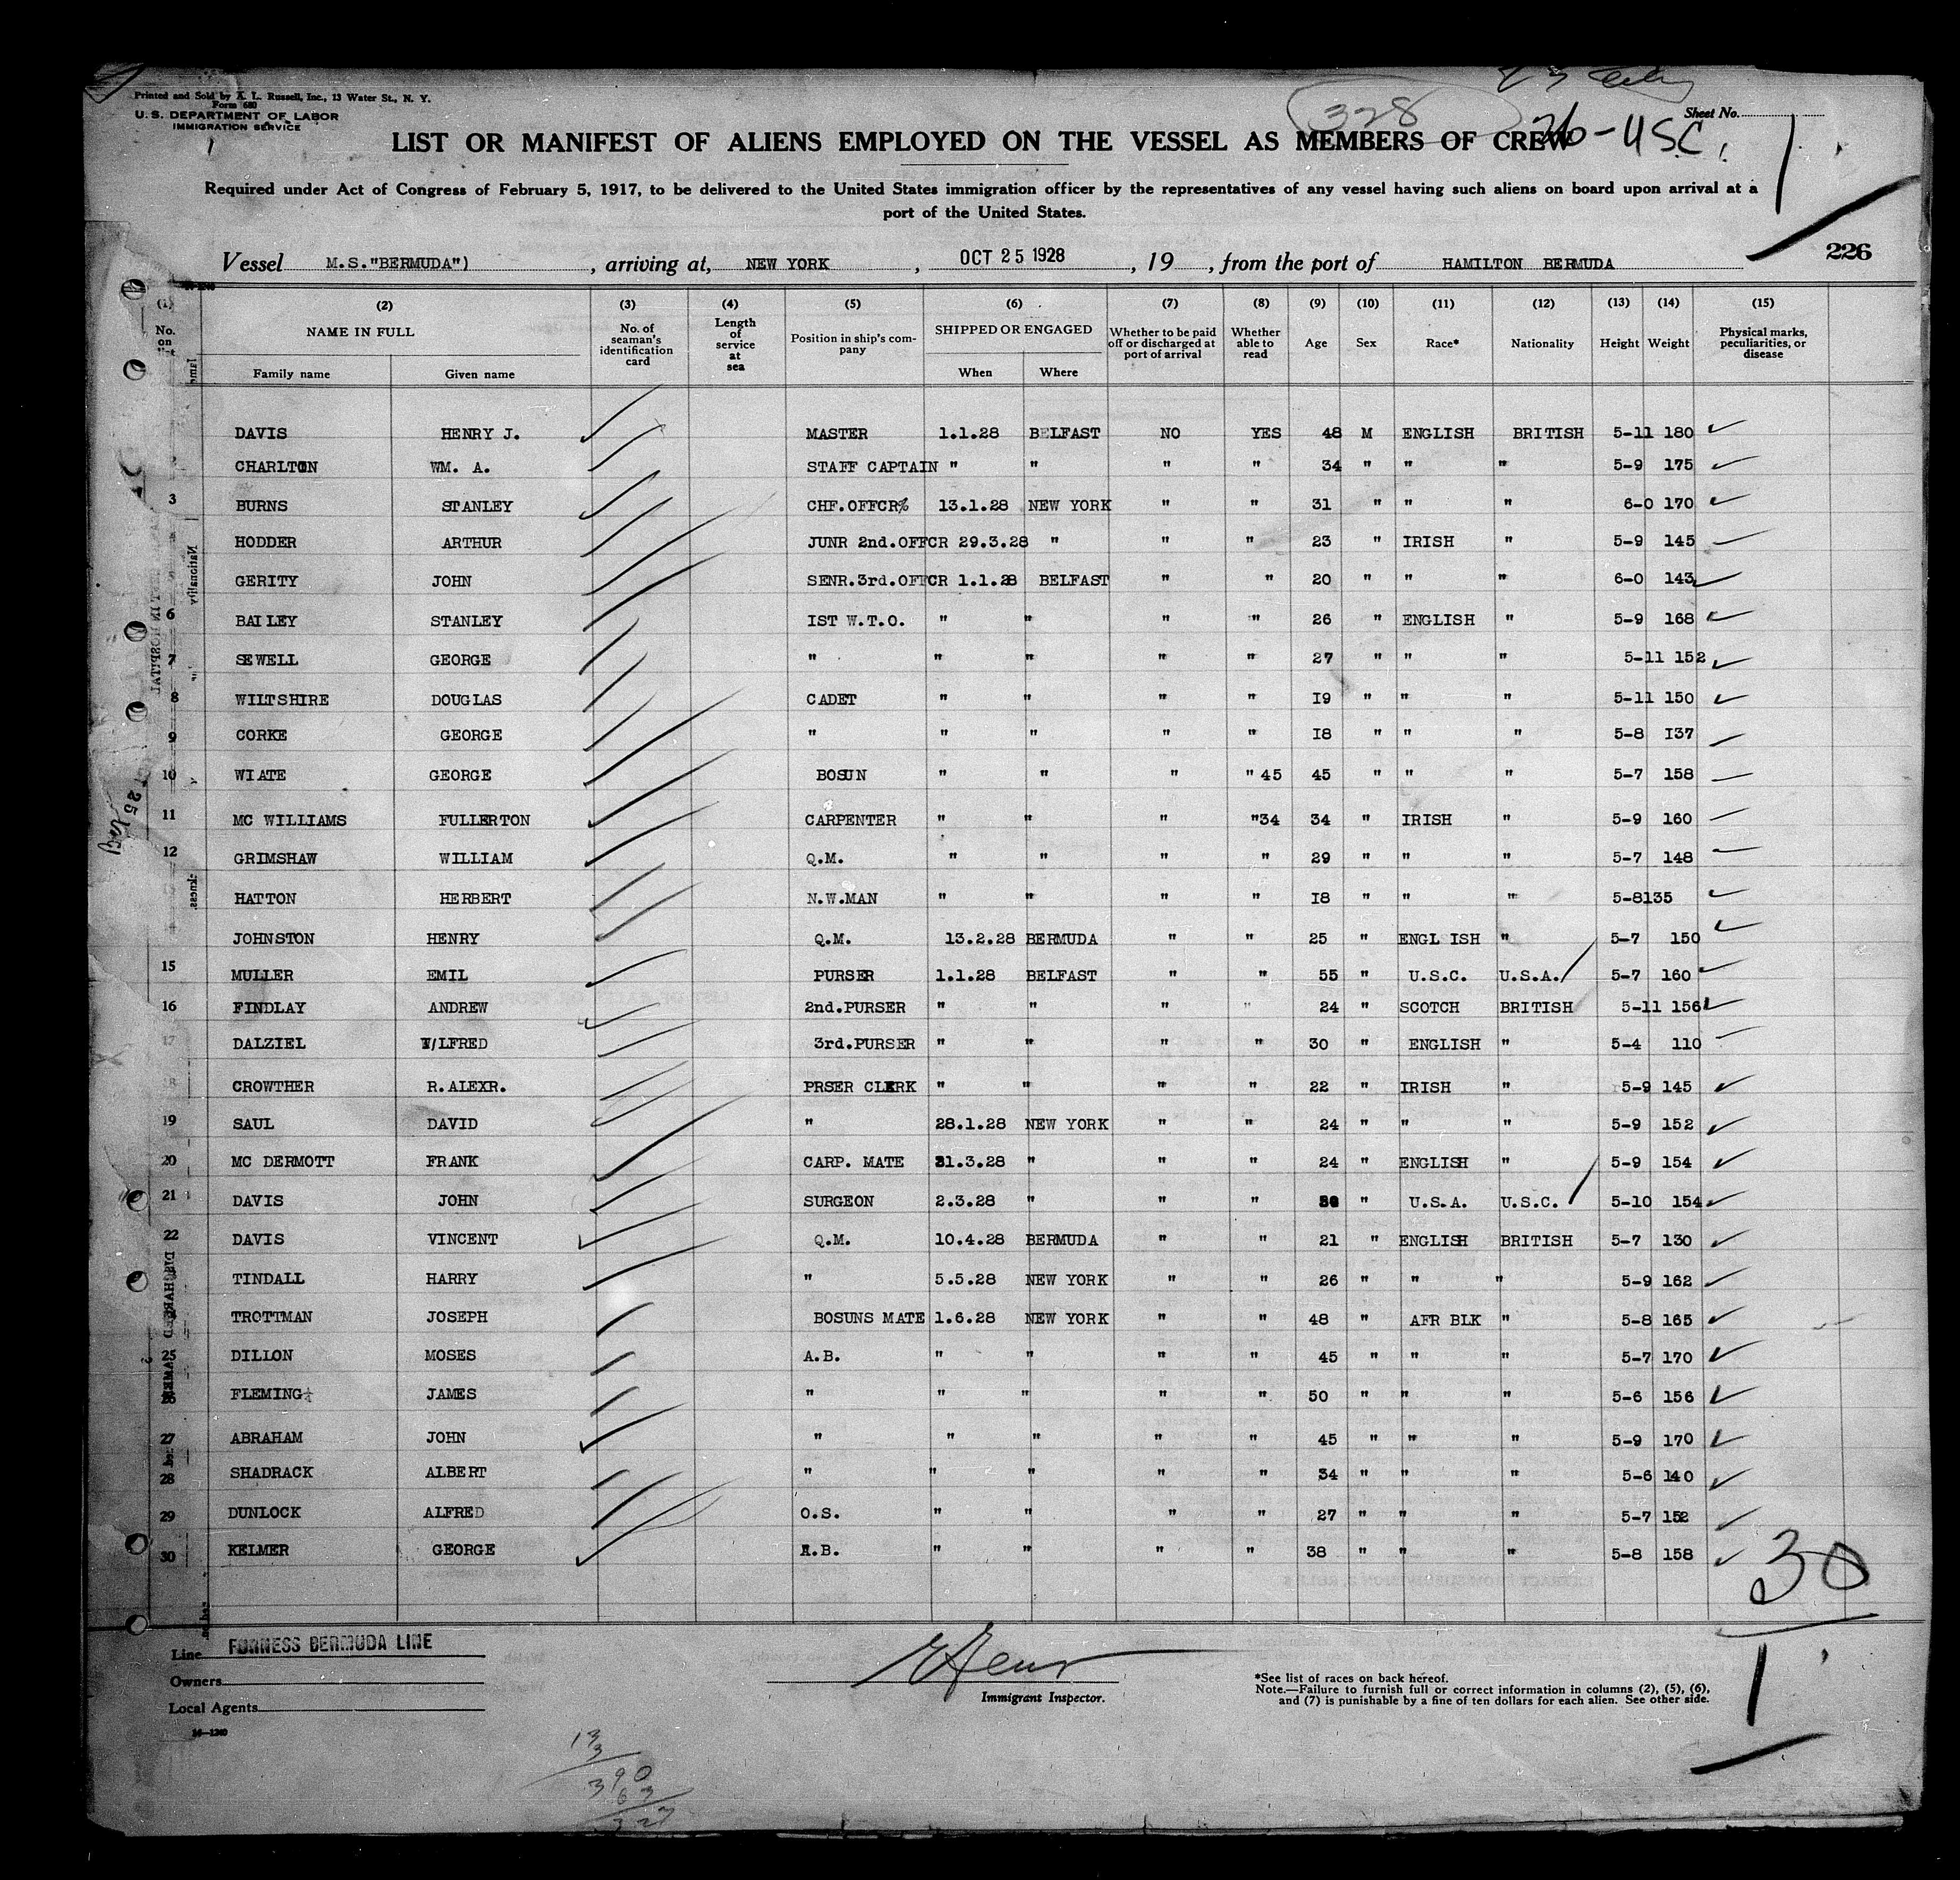 Printed and Sold by A. L. Russell, Inc., 13 Water St., N. Y.
Form 680
U. S. DEPARTMENT OF LABOR
IMMIGRATION SERVICE
328
Sheet No.
26-USC.
1
LIST OR MANIFEST OF ALIENS EMPLOYED ON THE VESSEL AS MEMBERS OF CREW
Required under Act of Congress of February 5, 1917, to be delivered to the United States immigration officer by the representatives of any vessel having such aliens on board upon arrival at a
port of the United States.
226
Vessel M.S."BERMUDA") , arriving at, NEW YORK , OCT 25 1928 , 19 , from the port of HAMILTON BERMUDA
(1) (2) (3) (4) (5) (6) (7) (8) (9) (10) (11) (12) (13) (14) (15)
No. on list NAME IN FULL Family name Given name No. of seaman's identification card Length of service at sea Position in ship's company SHIPPED OR ENGAGED When Where Whether to be paid off or discharged at port of arrival Whether able to read Age Sex Race* Nationality Height Weight Physical marks, peculiarities, or disease
DAVIS HENRY J. MASTER 1.1.28 BELFAST NO YES 48 M ENGLISH BRITISH 5-11 180
CHARLTON WM. A. STAFF CAPTAIN " " " " 34 " " " 5-9 175
3 BURNS STANLEY CHF.OFFCR% 13.1.28 NEW YORK " " 31 " " " 6-0 170
HODDER ARTHUR JUNR 2nd.OFFCR 29.3.28 " " " 23 " IRISH " 5-9 145
GERITY JOHN SENR.3rd.OFFCR 1.1.28 BELFAST " " 20 " " " 6-0 143
6 BAILEY STANLEY IST W.T.O. " " " " 26 " ENGLISH " 5-9 168
7 SEWELL GEORGE " " " " " 27 " " " 5-11 152
8 WILTSHIRE DOUGLAS CADET " " " " I9 " " " 5-11 150
9 CORKE GEORGE " " " " " I8 " " " 5-8 I37
10 WIATE GEORGE BOSUN " " " " 45 45 " " " 5-7 158
11 MC WILLIAMS FULLERTON CARPENTER " " " "34 34 " IRISH " 5-9 160
12 GRIMSHAW WILLIAM Q.M. " " " " 29 " " " 5-7 148
HATTON HERBERT N.W.MAN " " " " I8 " " " 5-8135
JOHNSTON HENRY Q.M. 13.2.28 BERMUDA " " 25 " ENGL ISH " 5-7 150
15 MULLER EMIL PURSER 1.1.28 BELFAST " " 55 " U.S.C. U.S.A. 5-7 160
16 FINDLAY ANDREW 2nd.PURSER " " " " 24 " SCOTCH BRITISH 5-11 156
17 DALZIEL W/LFRED 3rd.PURSER " " " " 30 " ENGLISH " 5-4 110
CROWTHER R.ALEXR. PRSER CLERK " " " " 22 " IRISH " 5-9 145
19 SAUL DAVID " 28.1.28 NEW YORK " " 24 " " " 5-9 152
20 MC DERMOTT FRANK CARP. MATE 31.3.28 " " " 24 " ENGLISH " 5-9 154
21 DAVIS JOHN SURGEON 2.3.28 " " " " U.S.A. U.S.C. 5-10 154
22 DAVIS VINCENT Q.M. 10.4.28 BERMUDA " " 21 " ENGLISH BRITISH 5-7 130
TINDALL HARRY " 5.5.28 NEW YORK " " 26 " " " 5-9 162
TROTTMAN JOSEPH BOSUNS MATE 1.6.28 NEW YORK " " 48 " AFR BLK " 5-8 165
25 DILLON MOSES A.B. " " " " 45 " " " 5-7 170
26 FLEMING JAMES " " " " " 50 " " " 5-6 156
27 ABRAHAM JOHN " " " " " 45 " " " 5-9 170
28 SHADRACK ALBERT " " " " " 34 " " " 5-6 140
29 DUNLOCK ALFRED O.S. " " " " 27 " " " 5-7 152
30 KELMER GEORGE A.B. " " " " 38 " " " 5-8 158
30
1
Line FURNESS BERMUDA LINE
Owners
Local Agents
Immigrant Inspector.
*See list of races on back hereof.
Note.—Failure to furnish full or correct information in columns (2), (5), (6),
and (7) is punishable by a fine of ten dollars for each alien. See other side.
13
3
390
63
327